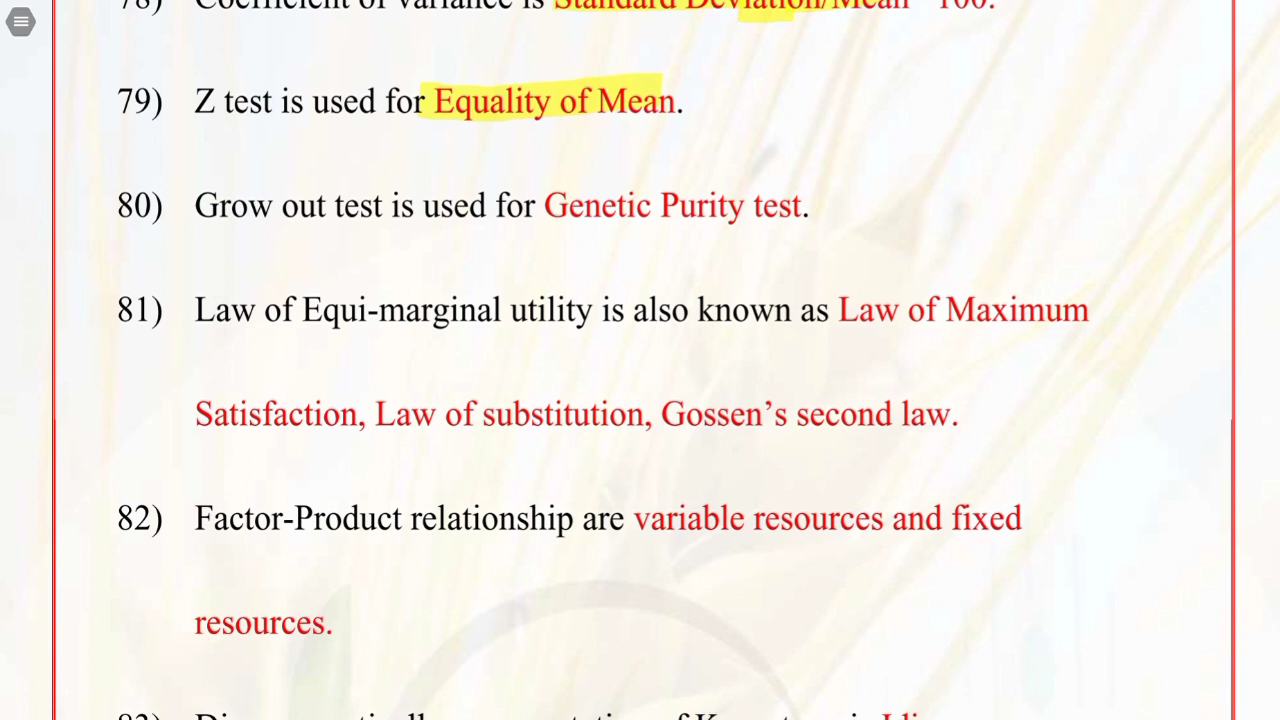 78) Coefficient of variance is Standard Deviation/Mean
79) Z test is used for Equality of Mean.
80) Grow out test is used for Genetic Purity test.
81) Law of Equi-marginal utility is also known as Law of Maximum
Satisfaction, Law of substitution, Gossen’s second law.
82) Factor-Product relationship are variable resources and fixed
resources.